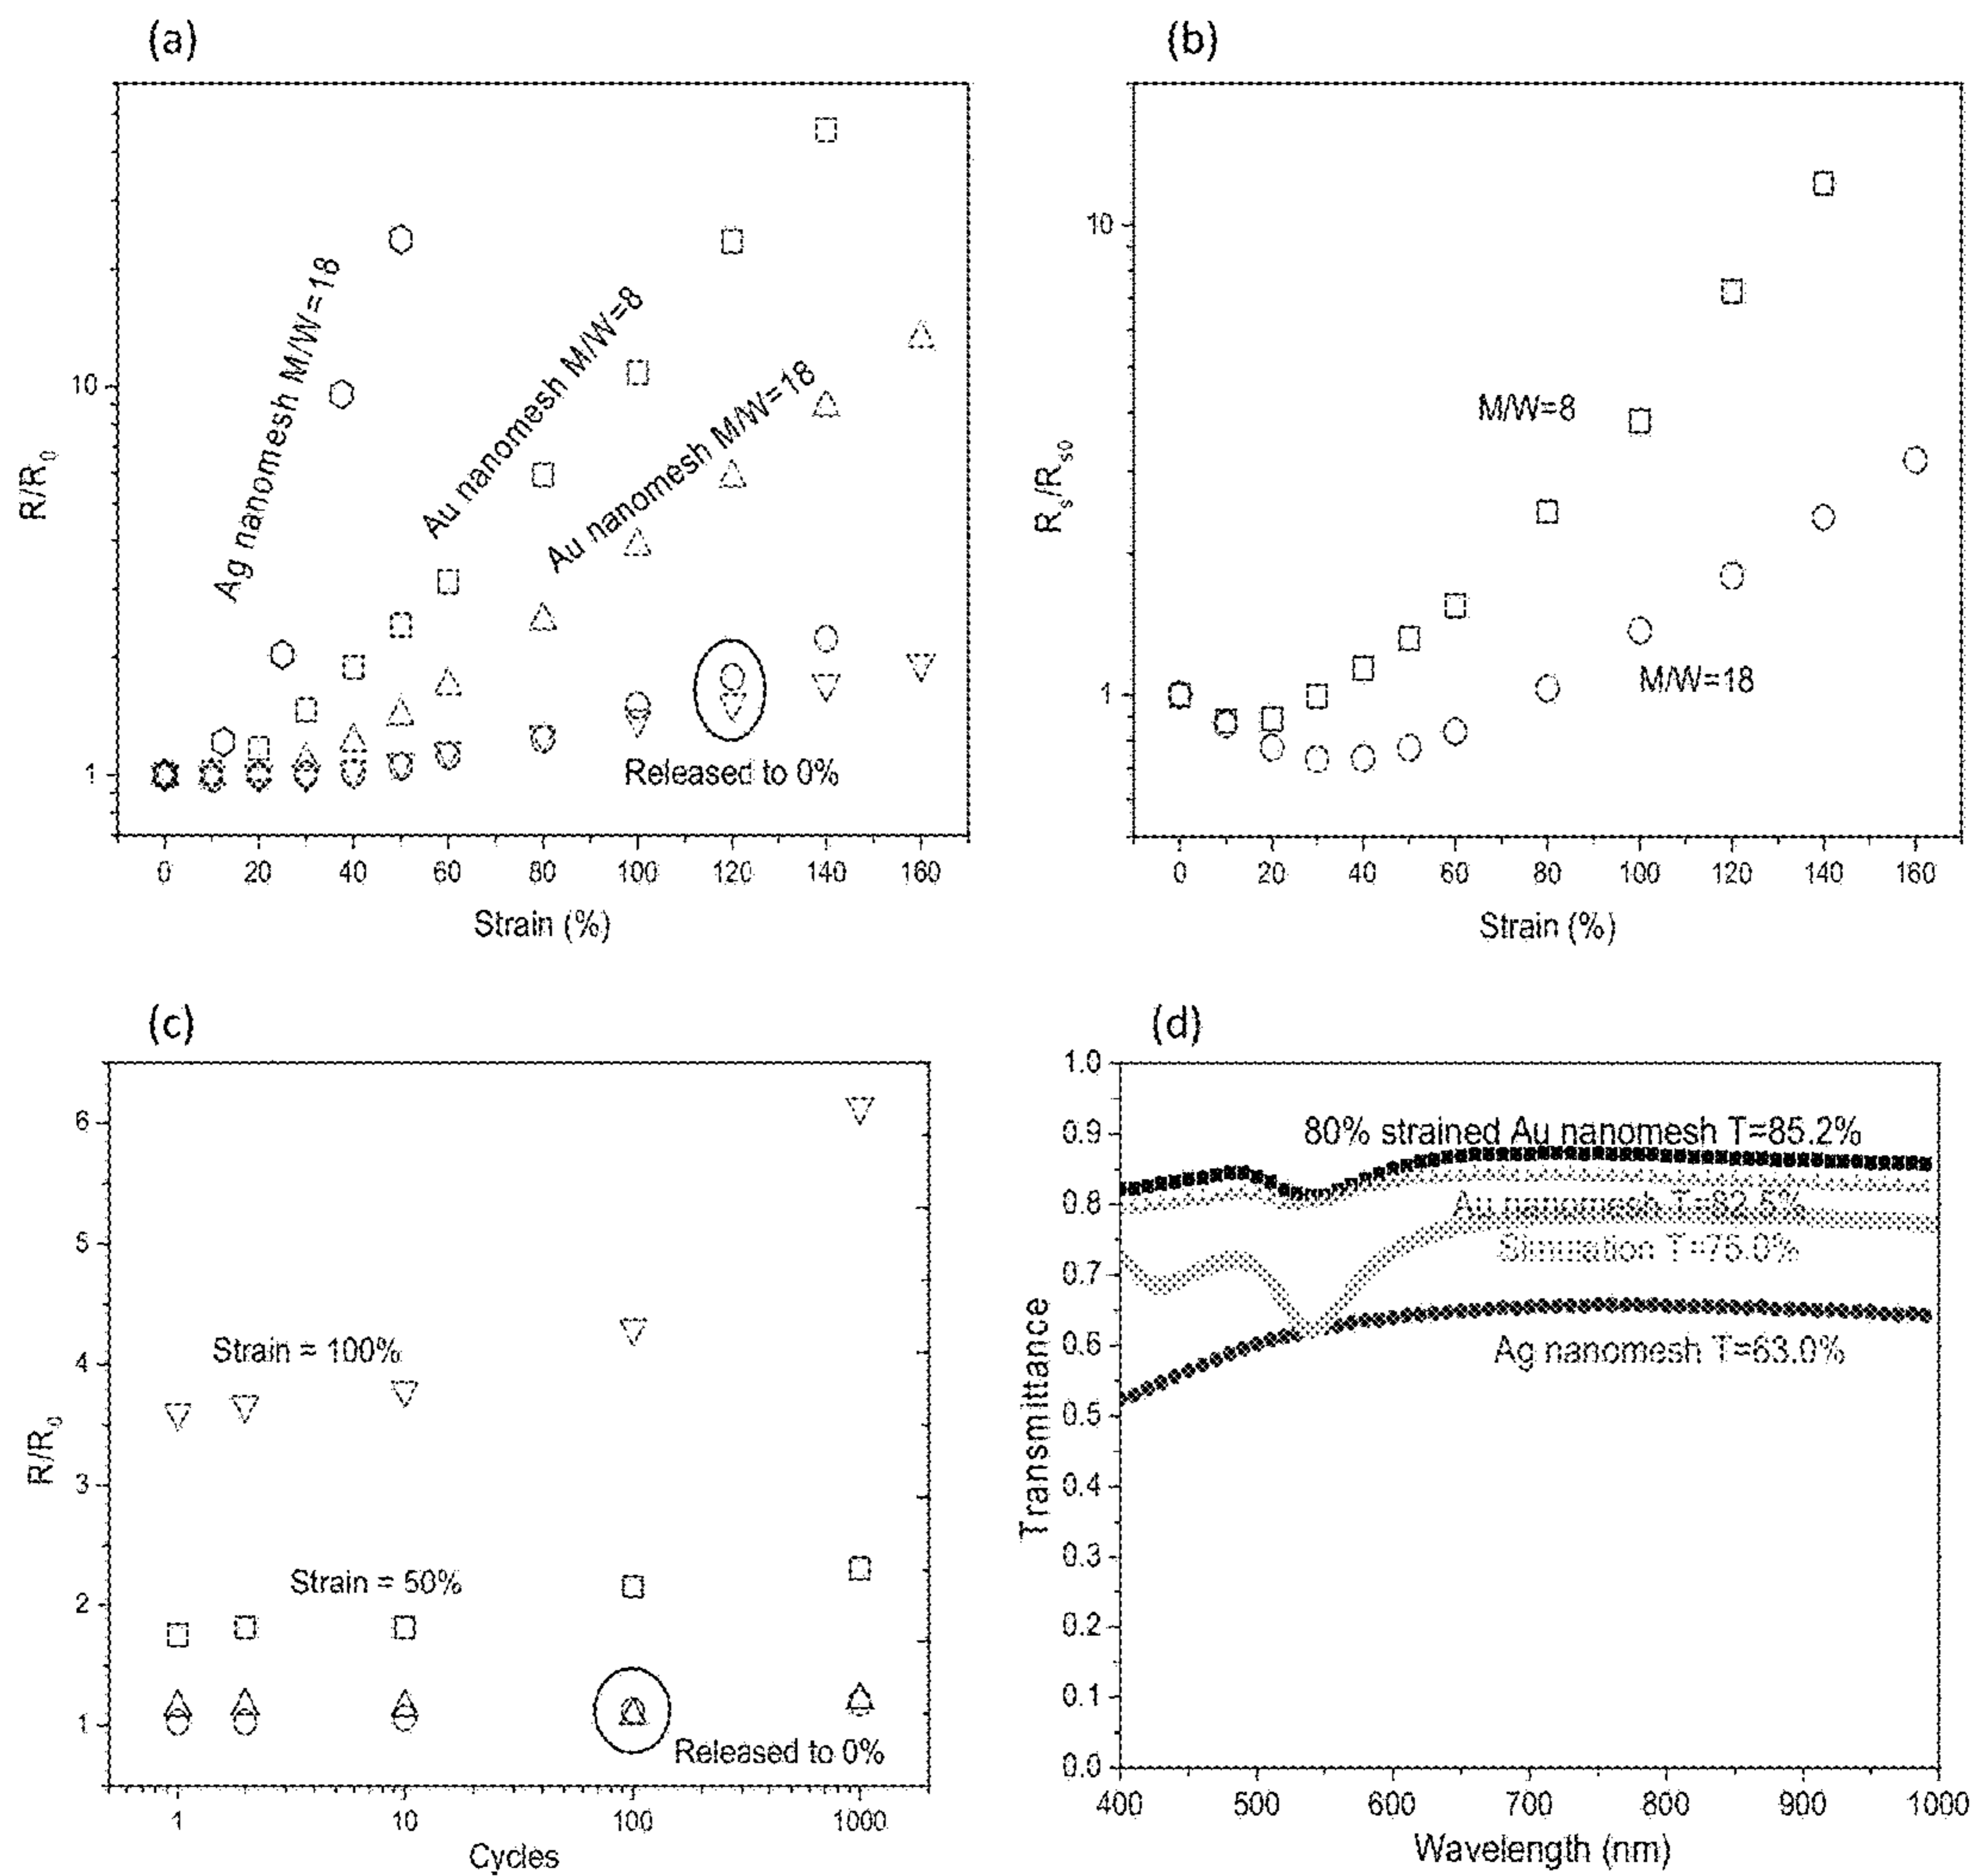 (a)
Ag nanomesh M/W=18
Au nanomesh M/W=8
Au nanomesh M/W=18
Released to 0%
10
1
R/R0
0 20 40 60 80 100 120 140 160
Strain (%)
(b)
M/W=8
M/W=18
10
1
Rs/Rs0
0 20 40 60 80 100 120 140 160
Strain (%)
(c)
6
5
4
3
2
1
R/R0
Strain = 100%
Strain = 50%
Released to 0%
1 10 100 1000
Cycles
(d)
1.0
0.9
0.8
0.7
0.6
0.5
0.4
0.3
0.2
0.1
0.0
Transmittance
80% strained Au nanomesh T=85.2%
Au nanomesh T=82.5%
Simulation T=75.0%
Ag nanomesh T=63.0%
400 500 600 700 800 900 1000
Wavelength (nm)